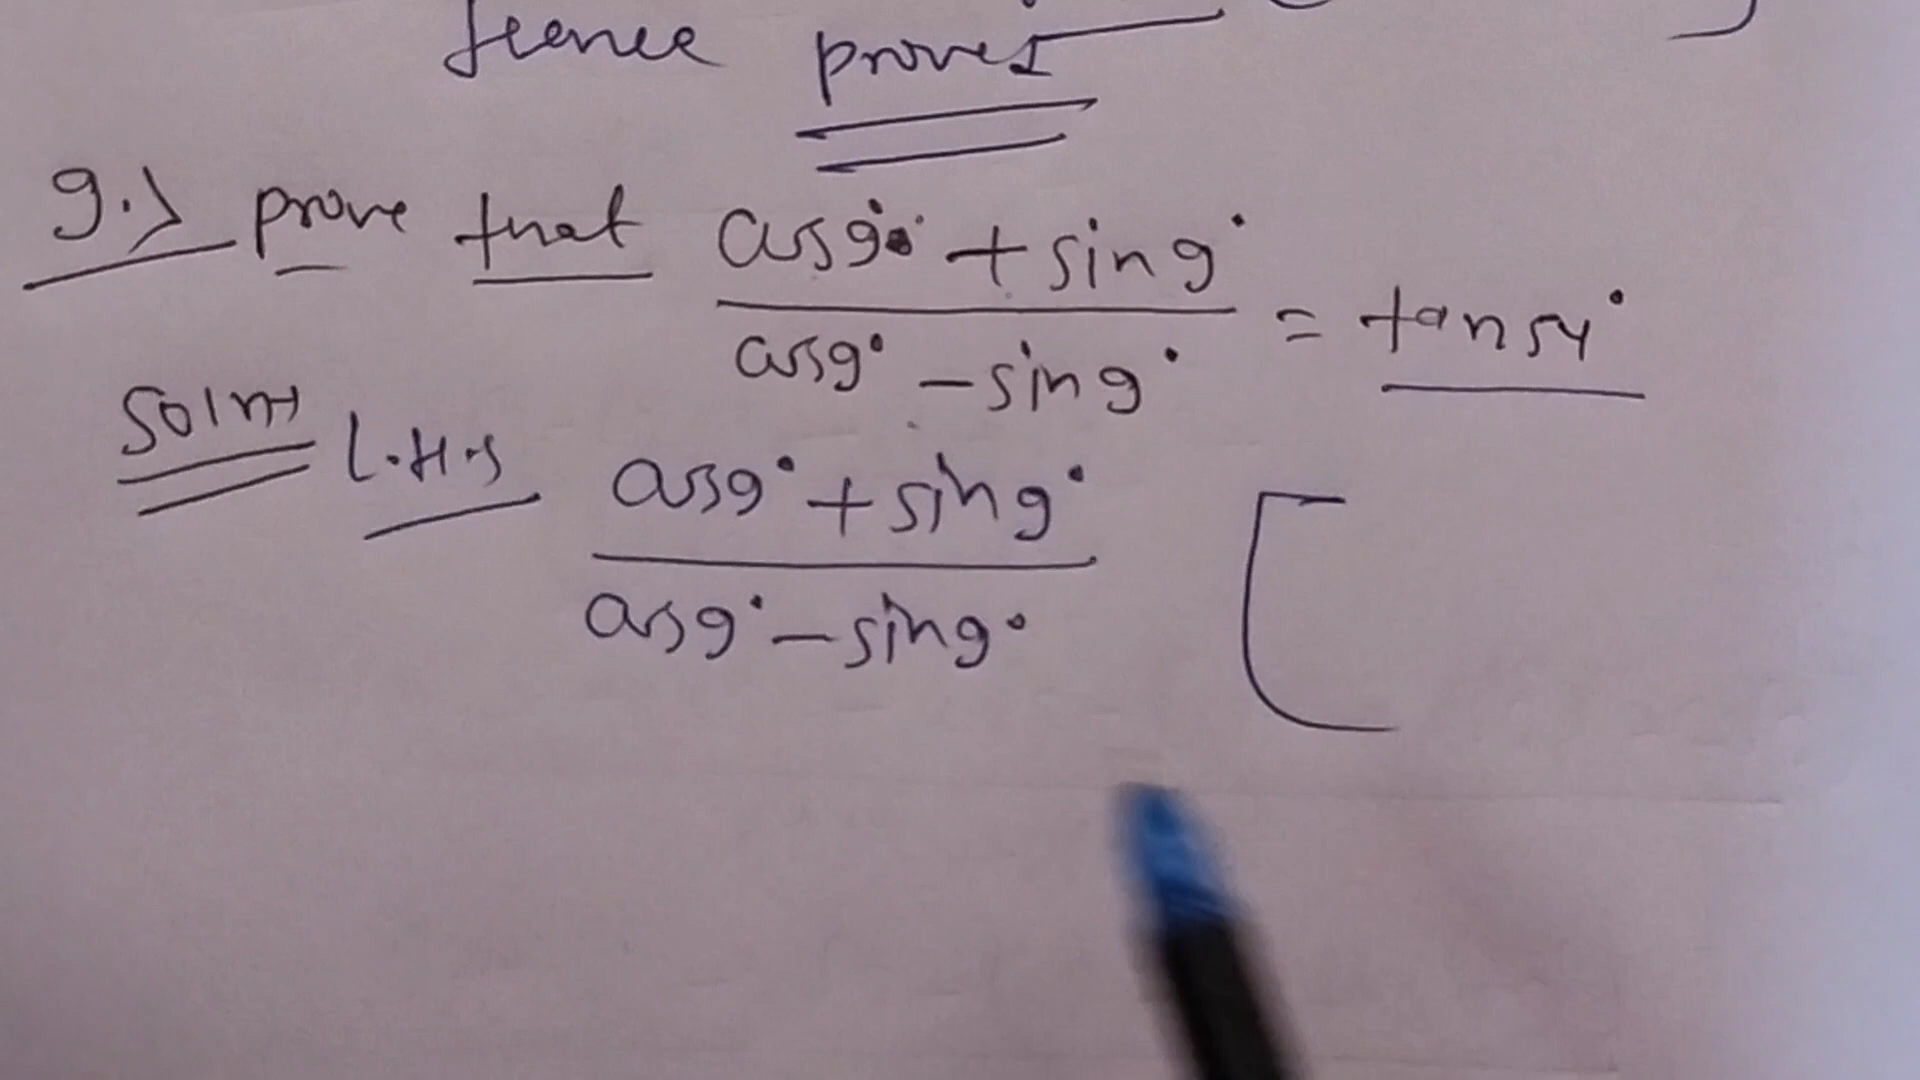 Hence proved
9.> prove that cos9° + sin9° / cos9° - sin9° = tan54°
Soln L.H.S cos9° + sin9° / cos9° - sin9° [